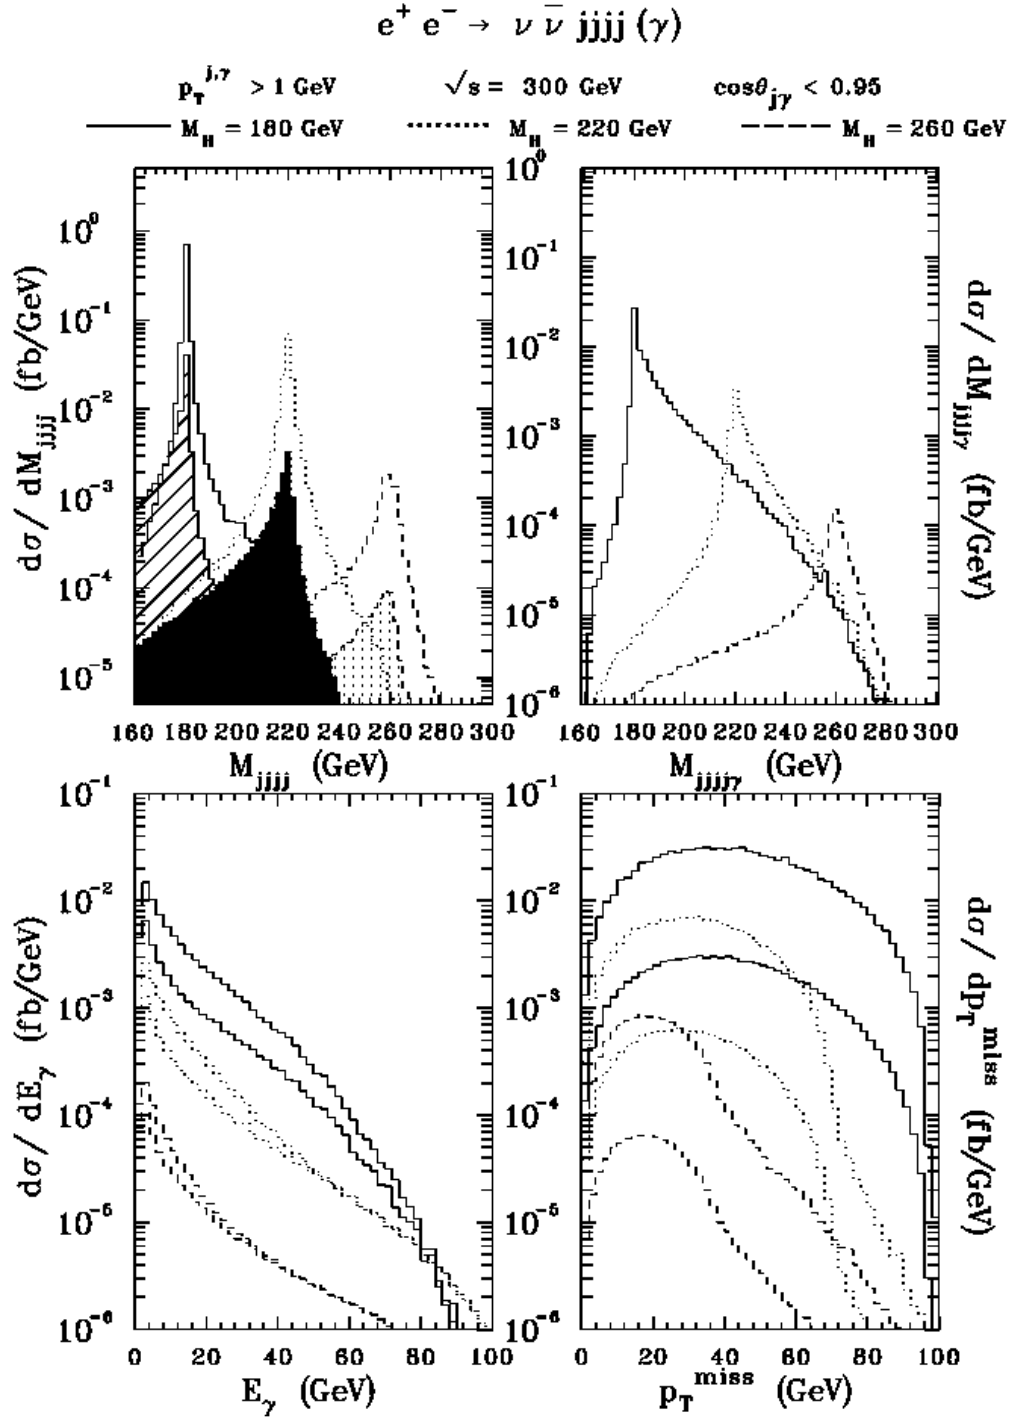 e⁺ e⁻ → ν ν̄ jjjj (γ)
p_T^{j,γ} > 1 GeV √s = 300 GeV cosθ_{jγ} < 0.95
M_H = 180 GeV M_H = 220 GeV M_H = 260 GeV
dσ / dM_{jjjj} (fb/GeV)
10⁰
10⁻¹
10⁻²
10⁻³
10⁻⁴
10⁻⁵
160 180 200 220 240 260 280 300
M_{jjjj} (GeV)
10⁰
10⁻¹
10⁻²
10⁻³
10⁻⁴
10⁻⁵
10⁻⁶
160 180 200 220 240 260 280 300
M_{jjjjγ} (GeV)
dσ / dM_{jjjjγ} (fb/GeV)
dσ / dE_γ (fb/GeV)
10⁻¹
10⁻²
10⁻³
10⁻⁴
10⁻⁵
10⁻⁶
0 20 40 60 80 100
E_γ (GeV)
10⁻¹
10⁻²
10⁻³
10⁻⁴
10⁻⁵
10⁻⁶
0 20 40 60 80 100
p_T^{miss} (GeV)
dσ / dp_T^{miss} (fb/GeV)